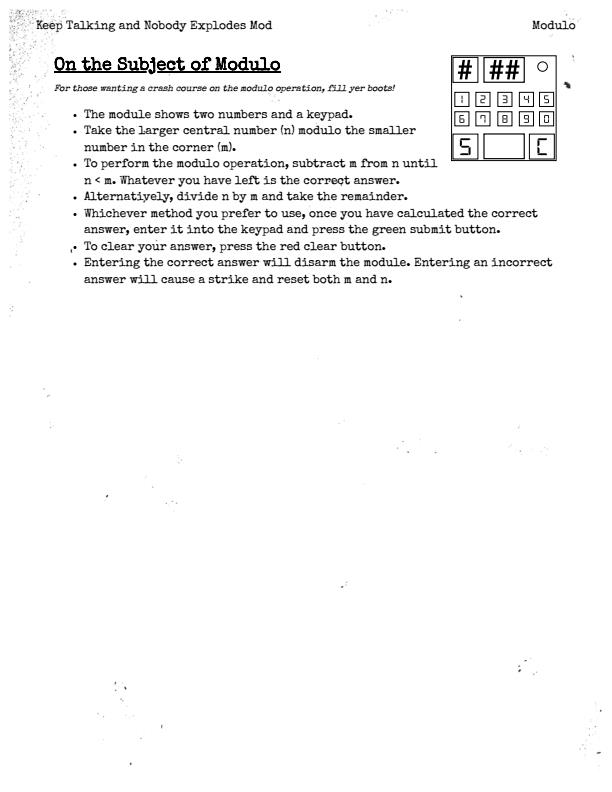 Keep Talking and Nobody Explodes Mod Modulo
On the Subject of Modulo
For those wanting a crash course on the modulo operation, fill yer boots!
• The module shows two numbers and a keypad.
• Take the larger central number (n) modulo the smaller
number in the corner (m).
• To perform the modulo operation, subtract m from n until
n < m. Whatever you have left is the correct answer.
• Alternatively, divide n by m and take the remainder.
• Whichever method you prefer to use, once you have calculated the correct
answer, enter it into the keypad and press the green submit button.
• To clear your answer, press the red clear button.
• Entering the correct answer will disarm the module. Entering an incorrect
answer will cause a strike and reset both m and n.
# ##
1 2 3 4 5
6 7 8 9 0
S C